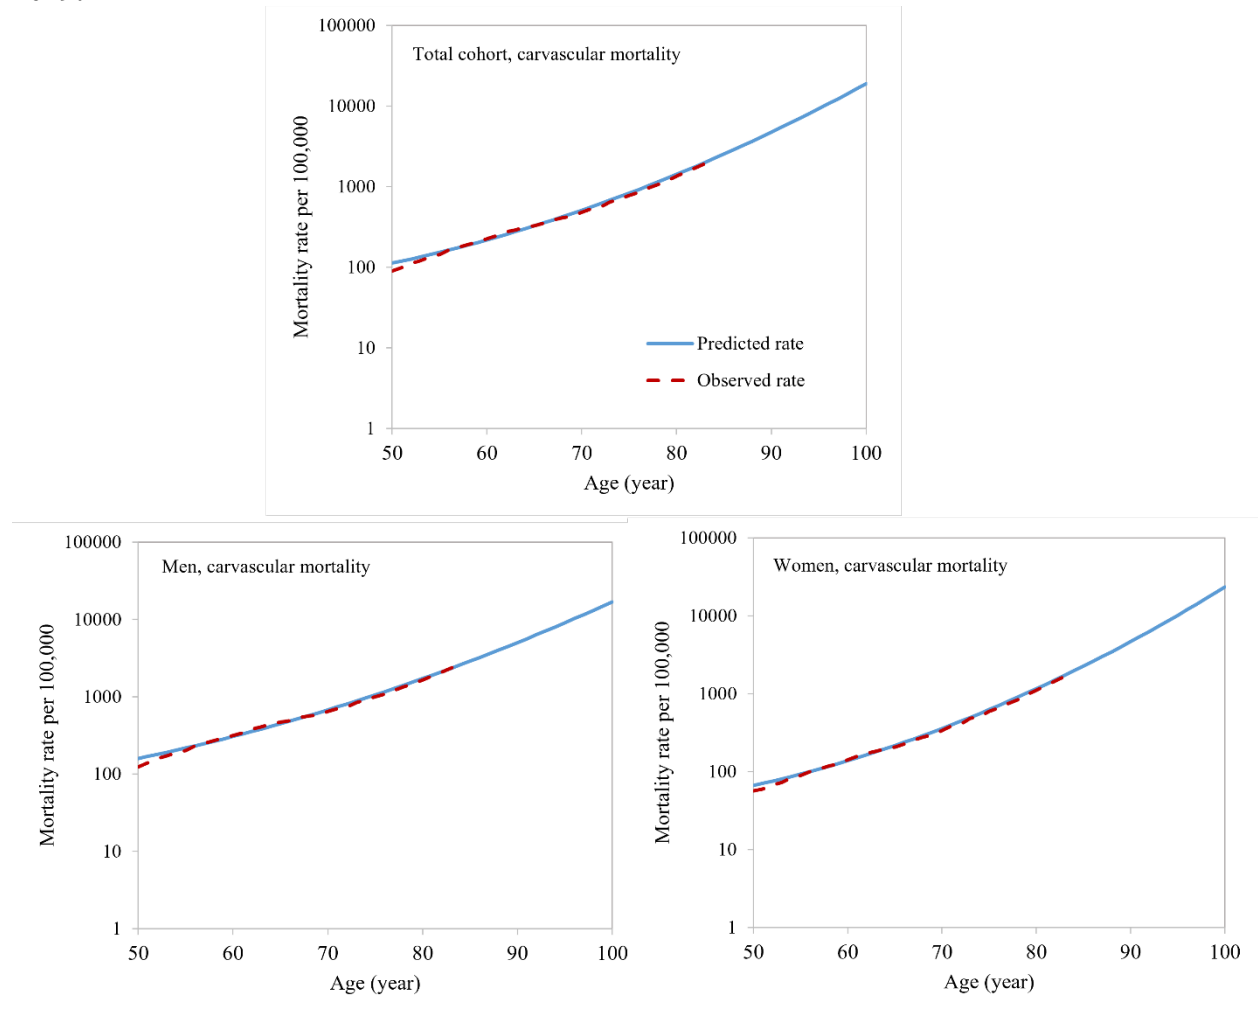 100000
Total cohort, carvascular mortality
10000
1000
100
10
1
Mortality rate per 100,000
Predicted rate
Observed rate
50 60 70 80 90 100
Age (year)
100000
Men, carvascular mortality
10000
1000
100
10
1
Mortality rate per 100,000
50 60 70 80 90 100
Age (year)
100000
Women, carvascular mortality
10000
1000
100
10
1
Mortality rate per 100,000
50 60 70 80 90 100
Age (year)